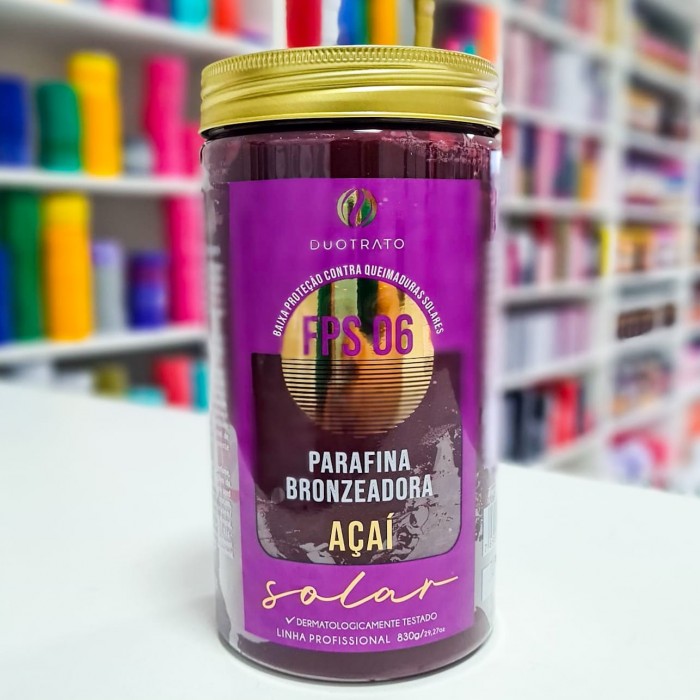 DUOTRATO
BAIXA PROTEÇÃO CONTRA QUEIMADURAS SOLARES
FPS 06
PARAFINA
BRONZEADORA
AÇAÍ
solar
✓ DERMATOLOGICAMENTE TESTADO
LINHA PROFISSIONAL 830g/29,27oz